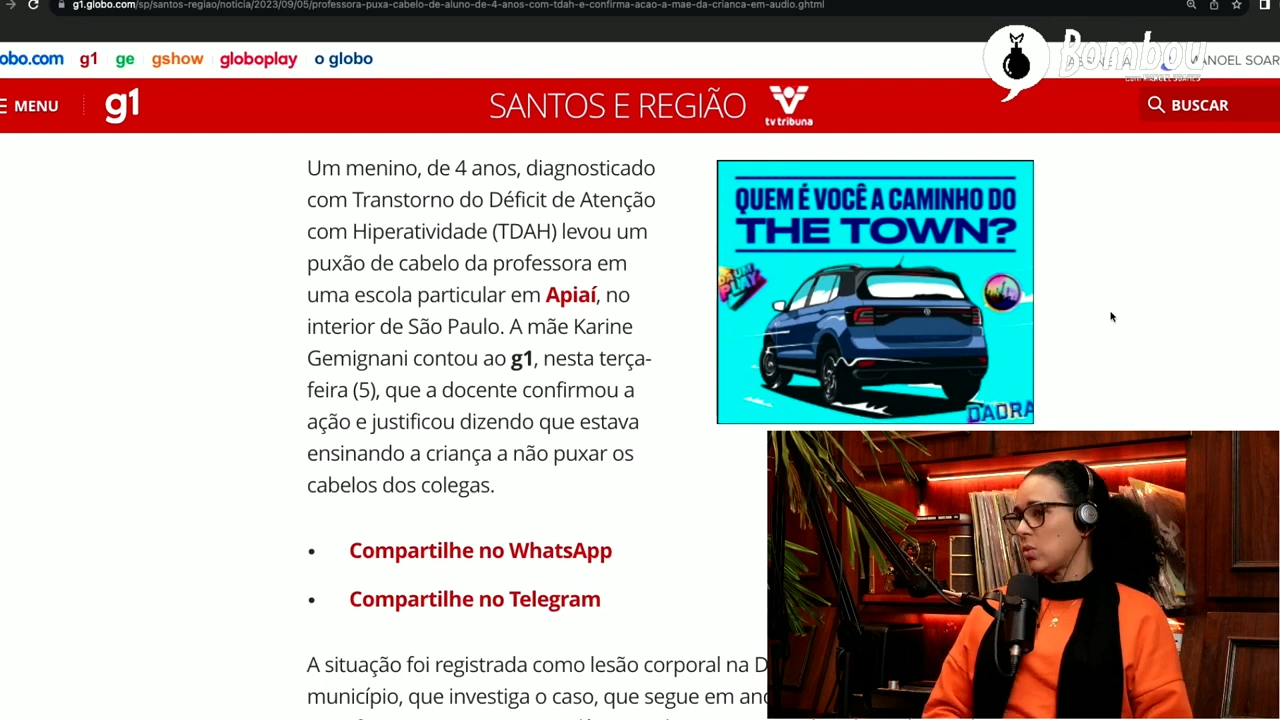 g1.globo.com/sp/santos-regiao/noticia/2023/09/05/professora-puxa-cabelo-de-aluno-de-4-anos-com-tdah-e-confirma-acao-a-mae-da-crianca-em-audio.ghtml
Bombou
COM MANOEL SOARES
obo.com g1 ge gshow globoplay o globo
MANOEL SOAR
MENU g1 SANTOS E REGIÃO tv tribuna BUSCAR
Um menino, de 4 anos, diagnosticado
com Transtorno do Déficit de Atenção
com Hiperatividade (TDAH) levou um
puxão de cabelo da professora em
uma escola particular em Apiaí, no
interior de São Paulo. A mãe Karine
Gemignani contou ao g1, nesta terça-
feira (5), que a docente confirmou a
ação e justificou dizendo que estava
ensinando a criança a não puxar os
cabelos dos colegas.
QUEM É VOCÊ A CAMINHO DO
THE TOWN?
DAORA
• Compartilhe no WhatsApp
• Compartilhe no Telegram
A situação foi registrada como lesão corporal na D
município, que investiga o caso, que segue em and